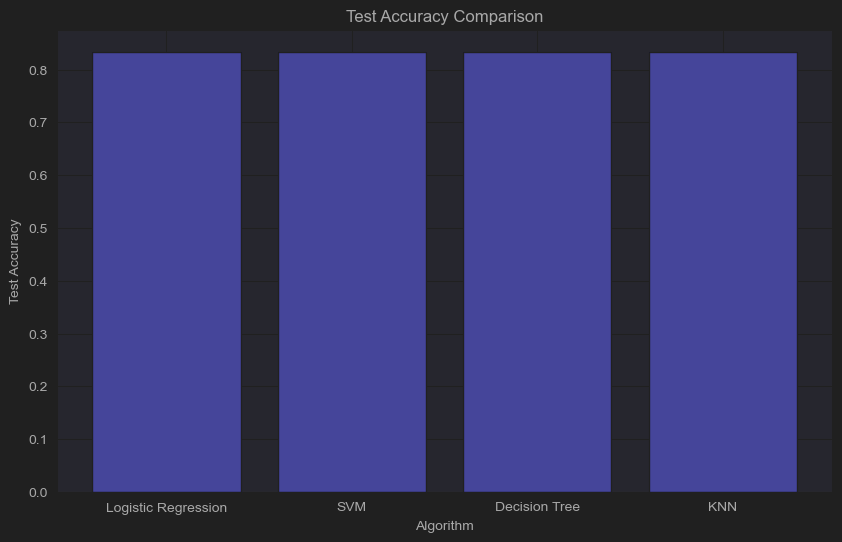 Test Accuracy Comparison
Test Accuracy
0.8
0.7
0.6
0.5
0.4
0.3
0.2
0.1
0.0
Logistic Regression SVM Decision Tree KNN
Algorithm